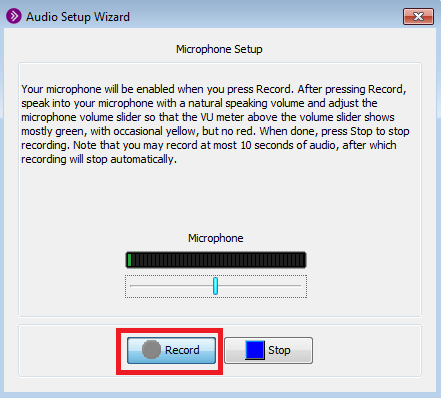 Audio Setup Wizard
Microphone Setup
Your microphone will be enabled when you press Record. After pressing Record,
speak into your microphone with a natural speaking volume and adjust the
microphone volume slider so that the VU meter above the volume slider shows
mostly green, with occasional yellow, but no red. When done, press Stop to stop
recording. Note that you may record at most 10 seconds of audio, after which
recording will stop automatically.
Microphone
Record
Stop